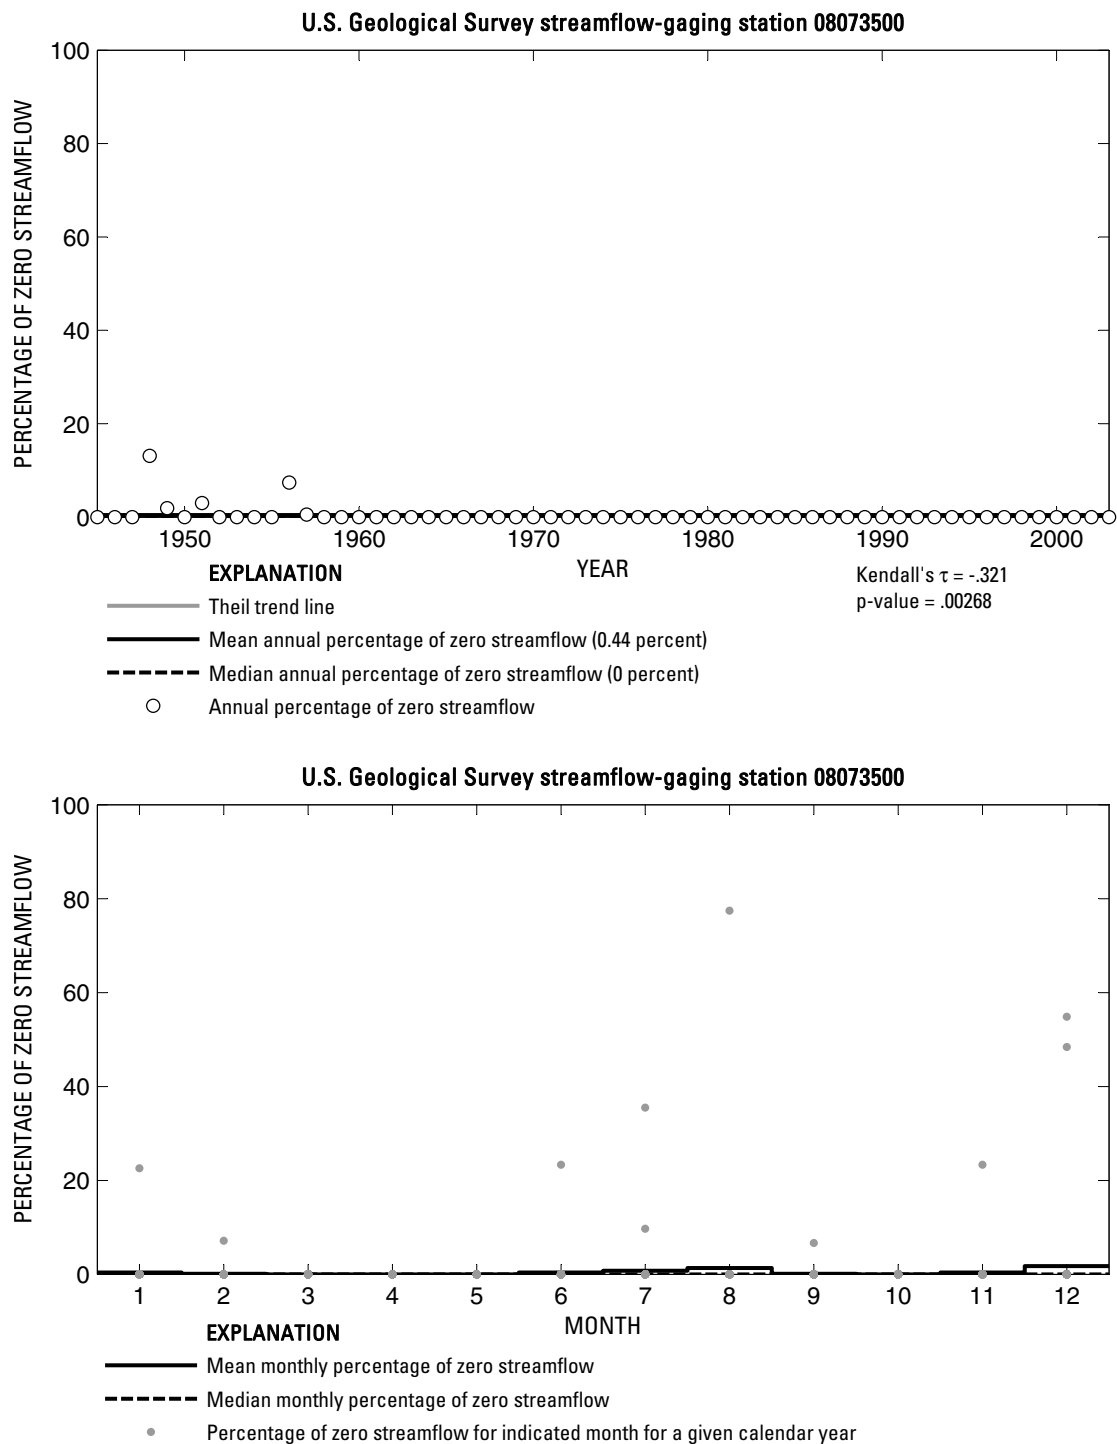 U.S. Geological Survey streamflow-gaging station 08073500
PERCENTAGE OF ZERO STREAMFLOW
100
80
60
40
20
0
1950 1960 1970 1980 1990 2000
YEAR
EXPLANATION
Theil trend line
Mean annual percentage of zero streamflow (0.44 percent)
Median annual percentage of zero streamflow (0 percent)
Annual percentage of zero streamflow
Kendall's τ = -.321
p-value = .00268
U.S. Geological Survey streamflow-gaging station 08073500
PERCENTAGE OF ZERO STREAMFLOW
100
80
60
40
20
0
1 2 3 4 5 6 7 8 9 10 11 12
MONTH
EXPLANATION
Mean monthly percentage of zero streamflow
Median monthly percentage of zero streamflow
Percentage of zero streamflow for indicated month for a given calendar year